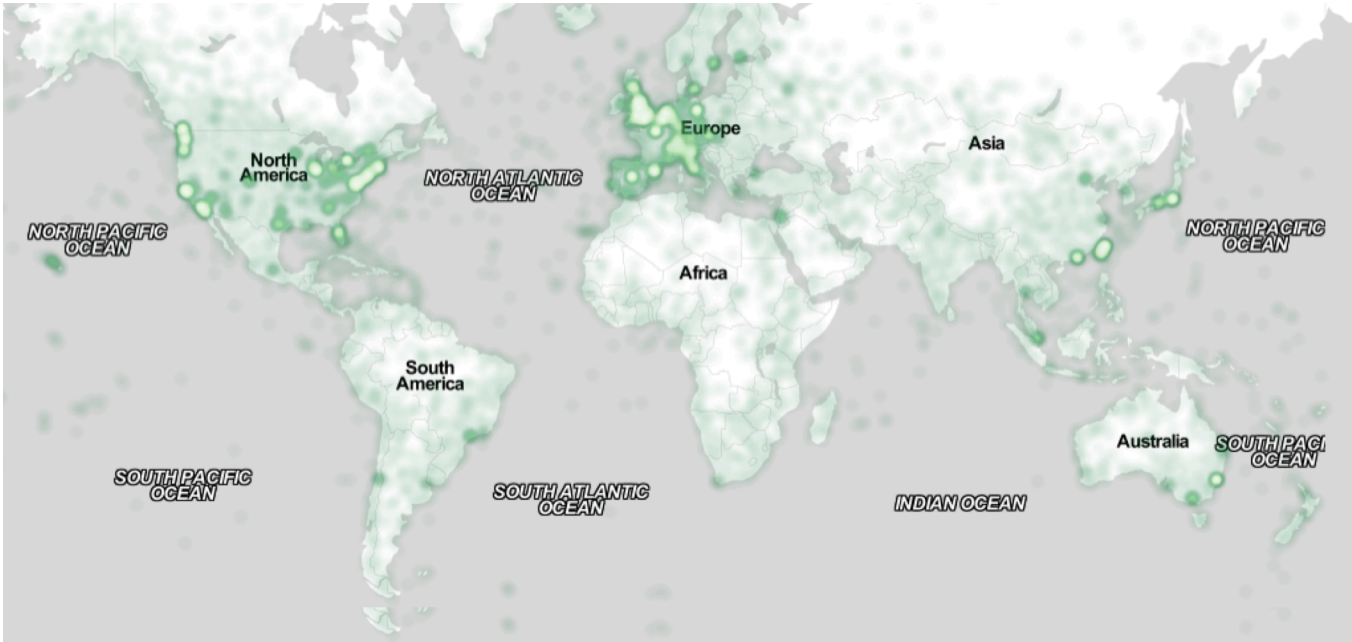 Europe
Asia
North
America
NORTH ATLANTIC
OCEAN
NORTH PACIFIC
OCEAN
NORTH PACIFIC
OCEAN
Africa
South
America
Australia
SOUTH PACI
OCEAN
SOUTH PACIFIC
OCEAN
SOUTH ATLANTIC
OCEAN
INDIAN OCEAN